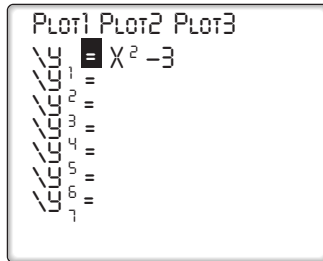 PLOT1 PLOT2 PLOT3
\Y1 = X² –3
\Y2 =
\Y3 =
\Y4 =
\Y5 =
\Y6 =
\Y7 =